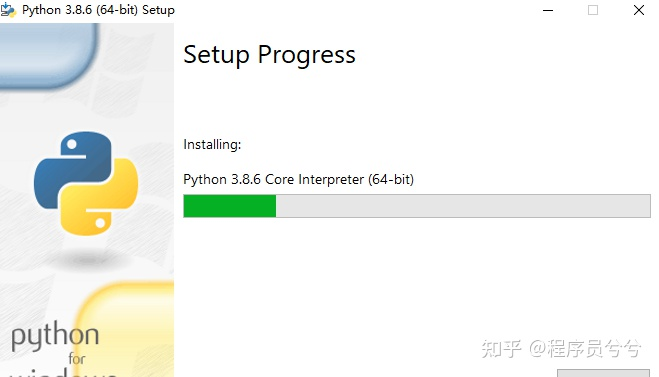 Python 3.8.6 (64-bit) Setup
Setup Progress
Installing:
Python 3.8.6 Core Interpreter (64-bit)
python
for
windows
知乎 @程序员兮兮